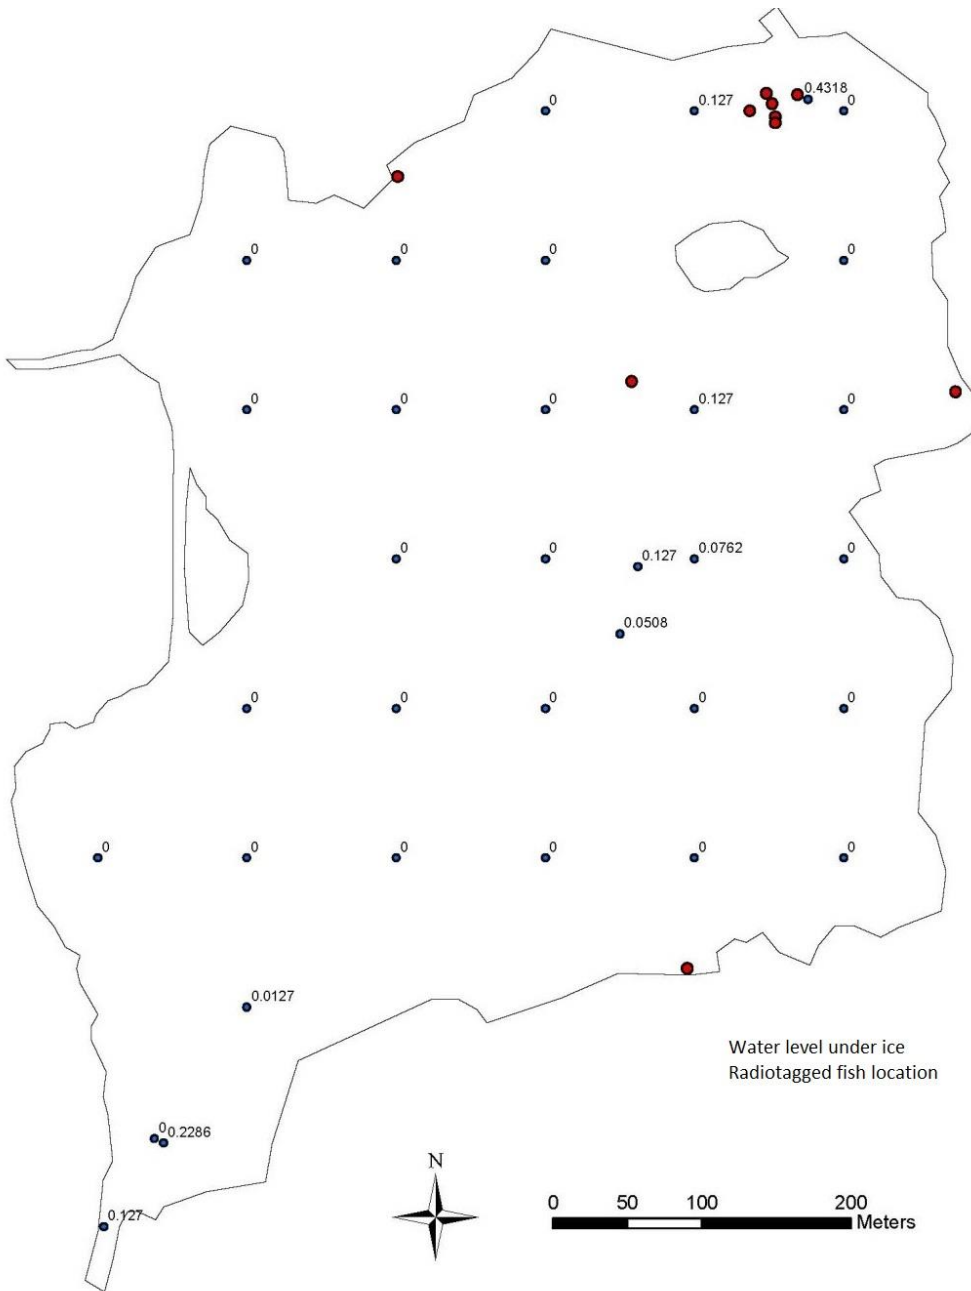 0.4318
0 0.127 0
0 0 0 0
0 0 0 0.127 0
0 0 0.127 0.0762 0
0.0508
0 0 0 0 0
0 0 0 0 0 0
0.0127
Water level under ice
Radiotagged fish location
0 0.2286
N
0 50 100 200
Meters
0.127